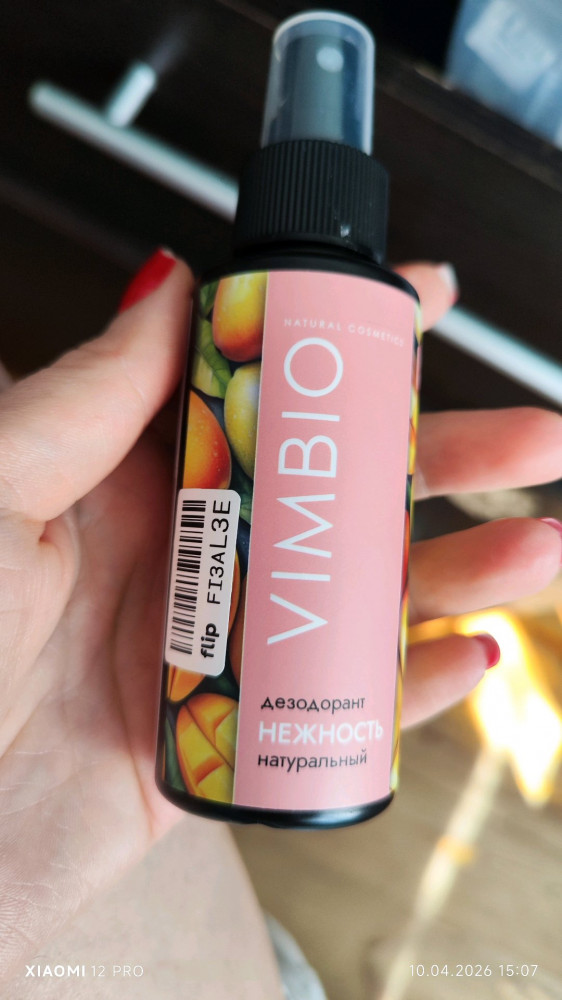 NATURAL COSMETICS
VIMBIO
flip FI3AL3E
дезодорант
НЕЖНОСТЬ
натуральный
XIAOMI 12 PRO
10.04.2026 15:07